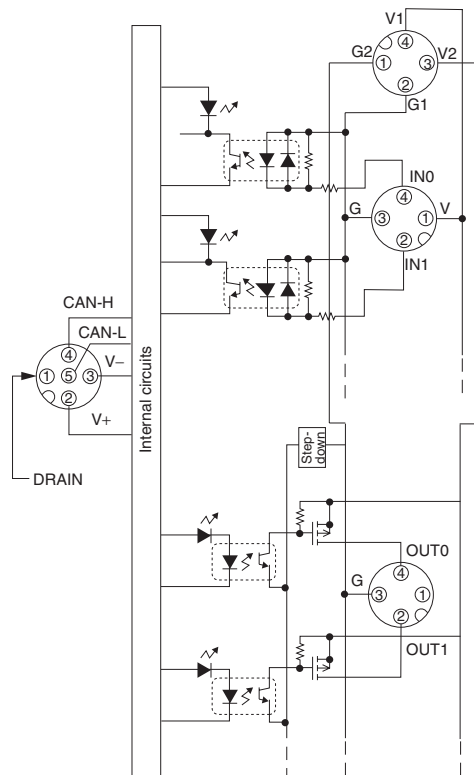 V1
④
G2
①
③
V2
②
G1
IN0
④
G
③
①
V
②
IN1
Internal circuits
CAN-H
CAN-L
④
V−
①
⑤
③
②
V+
DRAIN
Step-
down
OUT0
④
G
③
①
②
OUT1